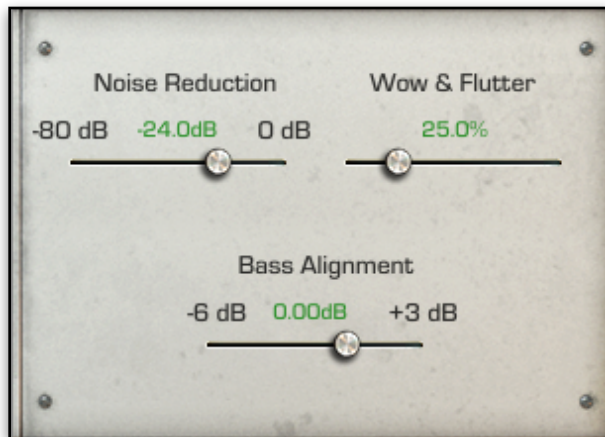 Noise Reduction Wow & Flutter
-80 dB -24.0dB 0 dB 25.0%
Bass Alignment
-6 dB 0.00dB +3 dB